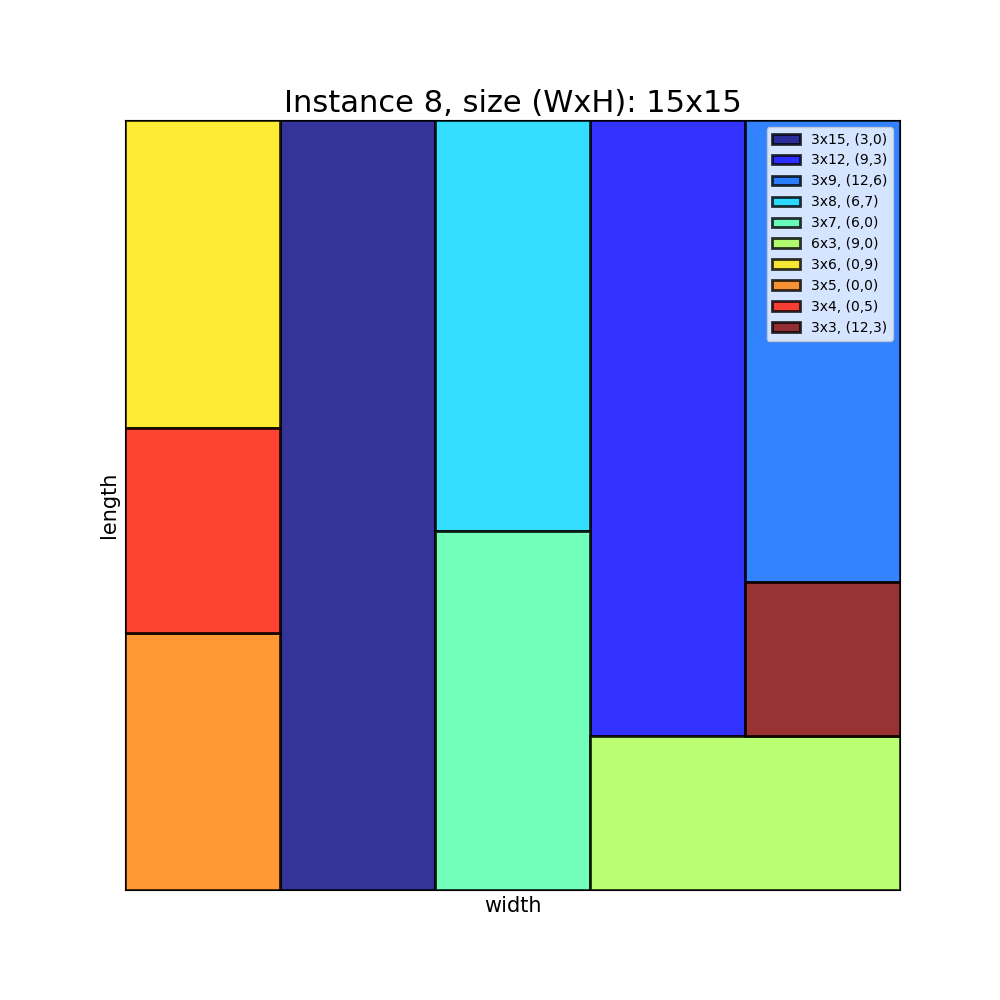 Instance 8, size (WxH): 15x15
3x15, (3,0)
3x12, (9,3)
3x9, (12,6)
3x8, (6,7)
3x7, (6,0)
6x3, (9,0)
3x6, (0,9)
3x5, (0,0)
3x4, (0,5)
3x3, (12,3)
length
width